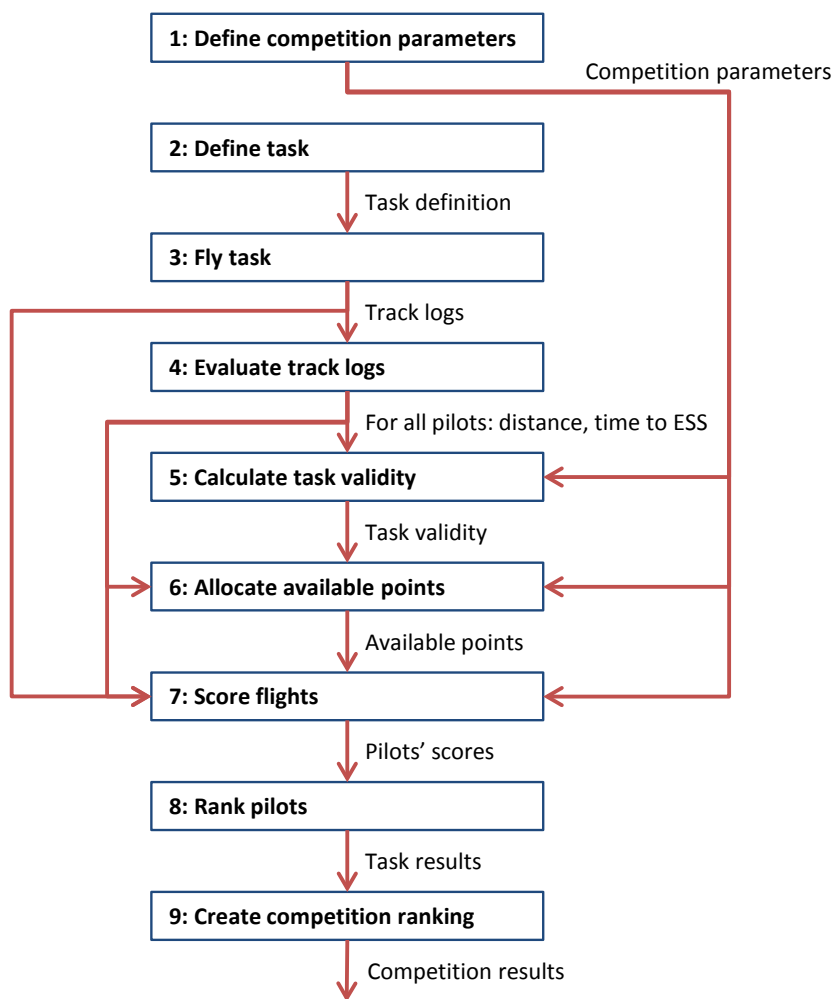 1: Define competition parameters
Competition parameters
2: Define task
Task definition
3: Fly task
Track logs
4: Evaluate track logs
For all pilots: distance, time to ESS
5: Calculate task validity
Task validity
6: Allocate available points
Available points
7: Score flights
Pilots’ scores
8: Rank pilots
Task results
9: Create competition ranking
Competition results